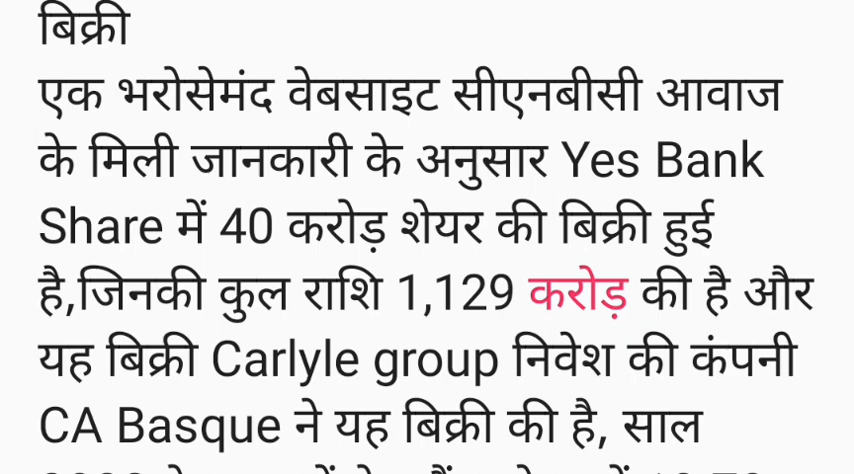 बिक्री
एक भरोसेमंद वेबसाइट सीएनबीसी आवाज
के मिली जानकारी के अनुसार Yes Bank
Share में 40 करोड़ शेयर की बिक्री हुई
है,जिनकी कुल राशि 1,129 करोड़ की है और
यह बिक्री Carlyle group निवेश की कंपनी
CA Basque ने यह बिक्री की है, साल